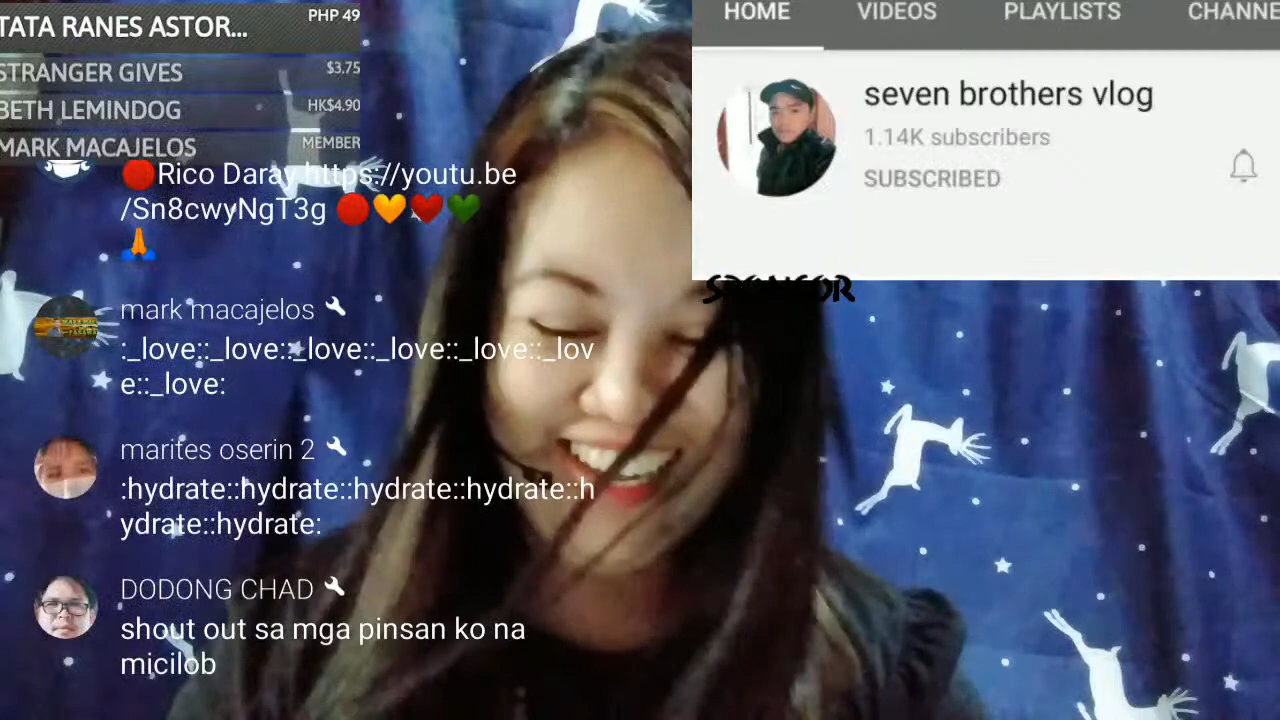 TATA RANES ASTOR... PHP 49
STRANGER GIVES $3.75
BETH LEMINDOG HK$4.90
MARK MACAJELOS MEMBER
🔴Rico Daray https://youtu.be
/Sn8cwyNgT3g 🔴🧡❤️💚
🙏
mark macajelos
:_love::_love::_love::_love::_love::_lov
e::_love:
marites oserin 2
:hydrate::hydrate::hydrate::hydrate::h
ydrate::hydrate:
DODONG CHAD
shout out sa mga pinsan ko na
micilob
HOME VIDEOS PLAYLISTS CHANNE
seven brothers vlog
1.14K subscribers
SUBSCRIBED
SPONSOR